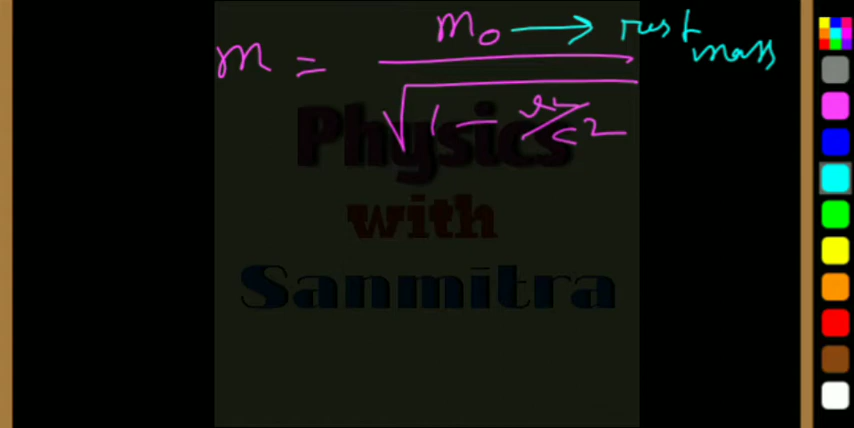 m = m₀ / √(1 - v²/c²) → rest mass
Physics
with
Sanmitra